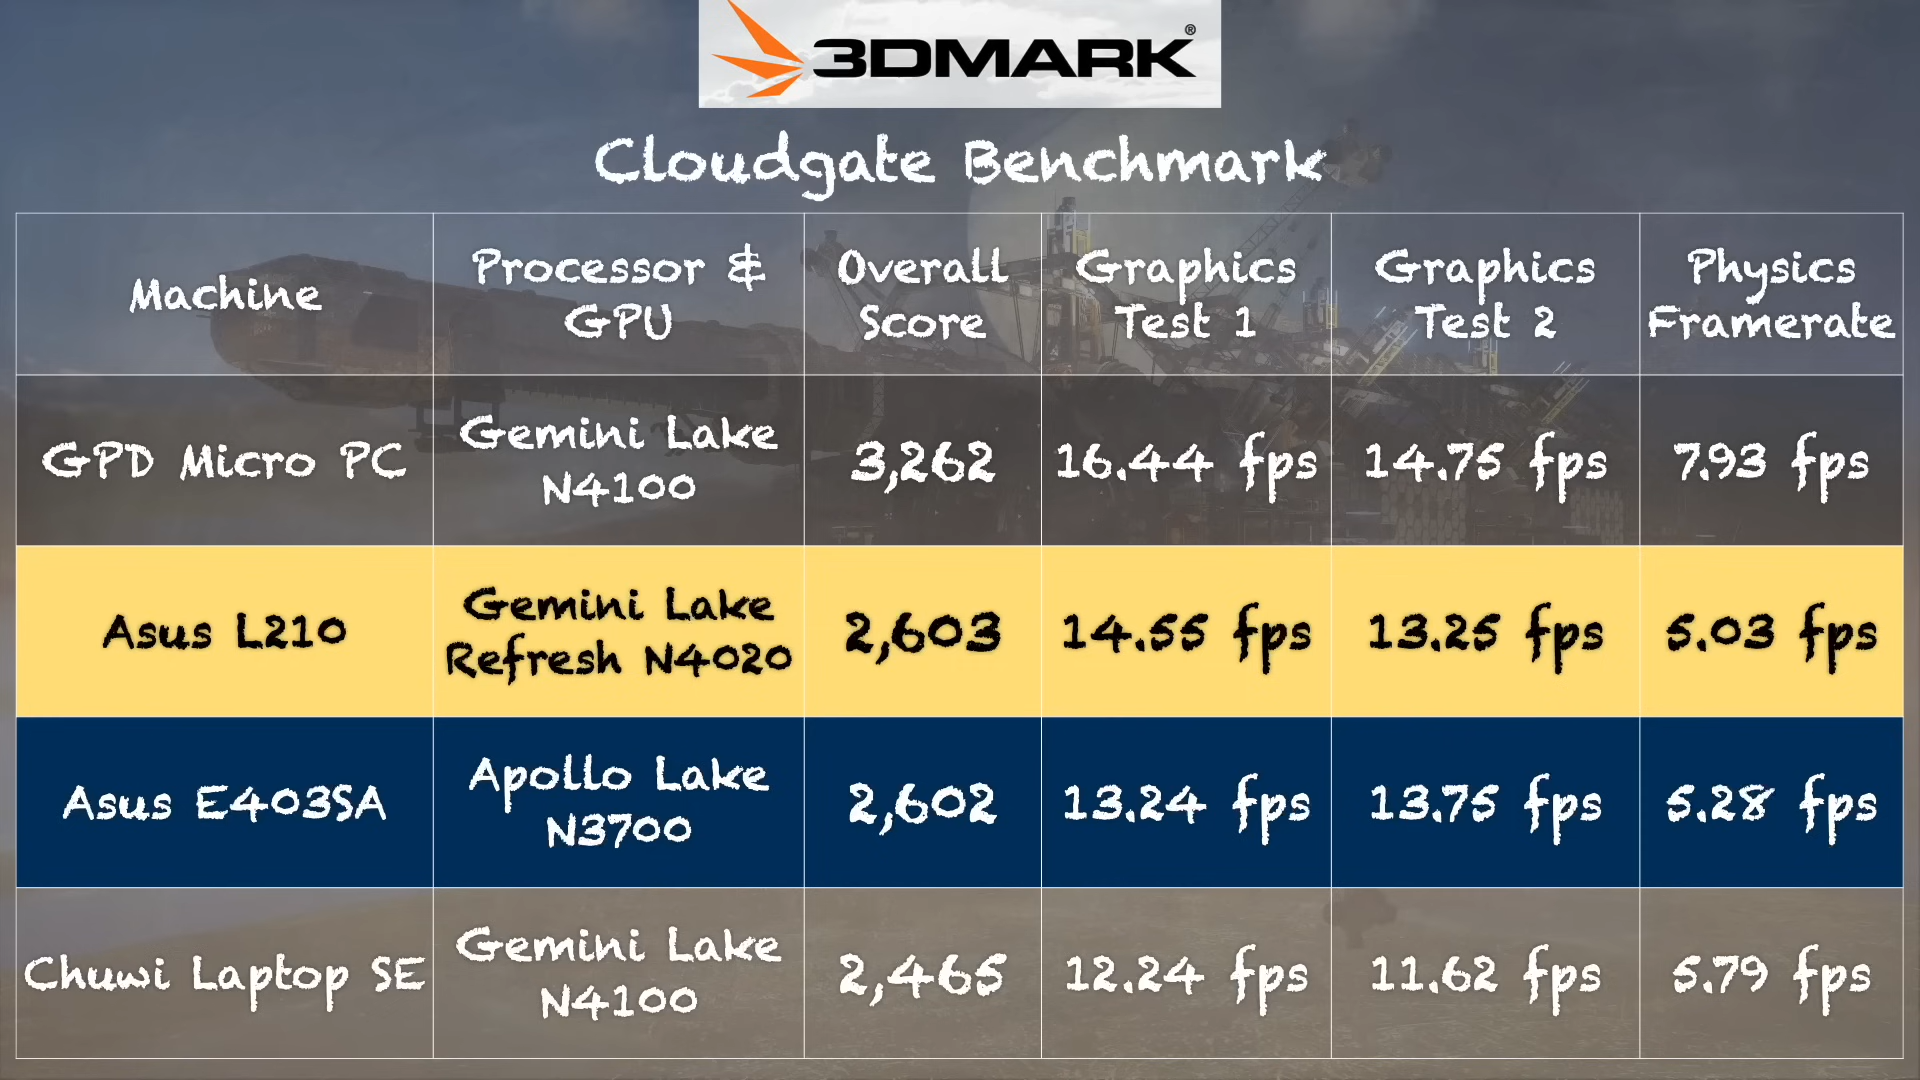 3DMARK®
Cloudgate Benchmark
Machine
Processor &
GPU
Overall
Score
Graphics
Test 1
Graphics
Test 2
Physics
Framerate
GPD Micro PC
Gemini Lake
N4100
3,262
16.44 fps
14.75 fps
7.93 fps
Asus L210
Gemini Lake
Refresh N4020
2,603
14.55 fps
13.25 fps
5.03 fps
Asus E403SA
Apollo Lake
N3700
2,602
13.24 fps
13.75 fps
5.28 fps
Chuwi Laptop SE
Gemini Lake
N4100
2,465
12.24 fps
11.62 fps
5.79 fps